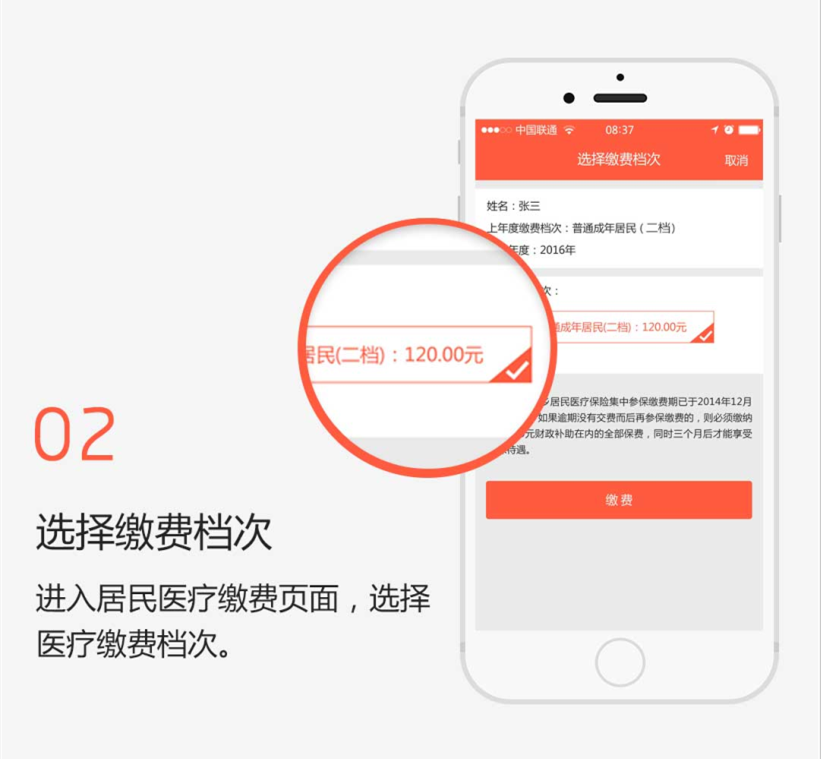 中国联通 08:37
选择缴费档次 取消
姓名：张三
上年度缴费档次：普通成年居民（二档）
年度：2016年
次：
通成年居民(二档)：120.00元
居民(二档)：120.00元
居民医疗保险集中参保缴费期已于2014年12月
如果逾期没有交费而后再参保缴费的，则必须缴纳
元财政补助在内的全部保费，同时三个月后才能享受
待遇。
缴费
02
选择缴费档次
进入居民医疗缴费页面，选择
医疗缴费档次。